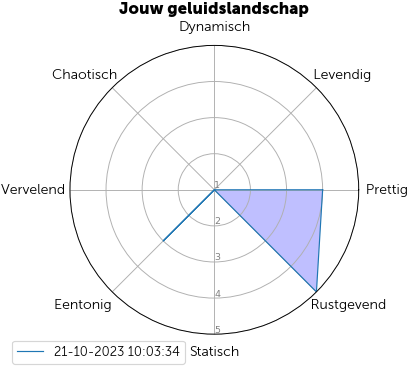 Jouw geluidslandschap
Dynamisch
Chaotisch
Levendig
Vervelend
Prettig
1
2
3
4
5
Eentonig
Rustgevend
21-10-2023 10:03:34
Statisch